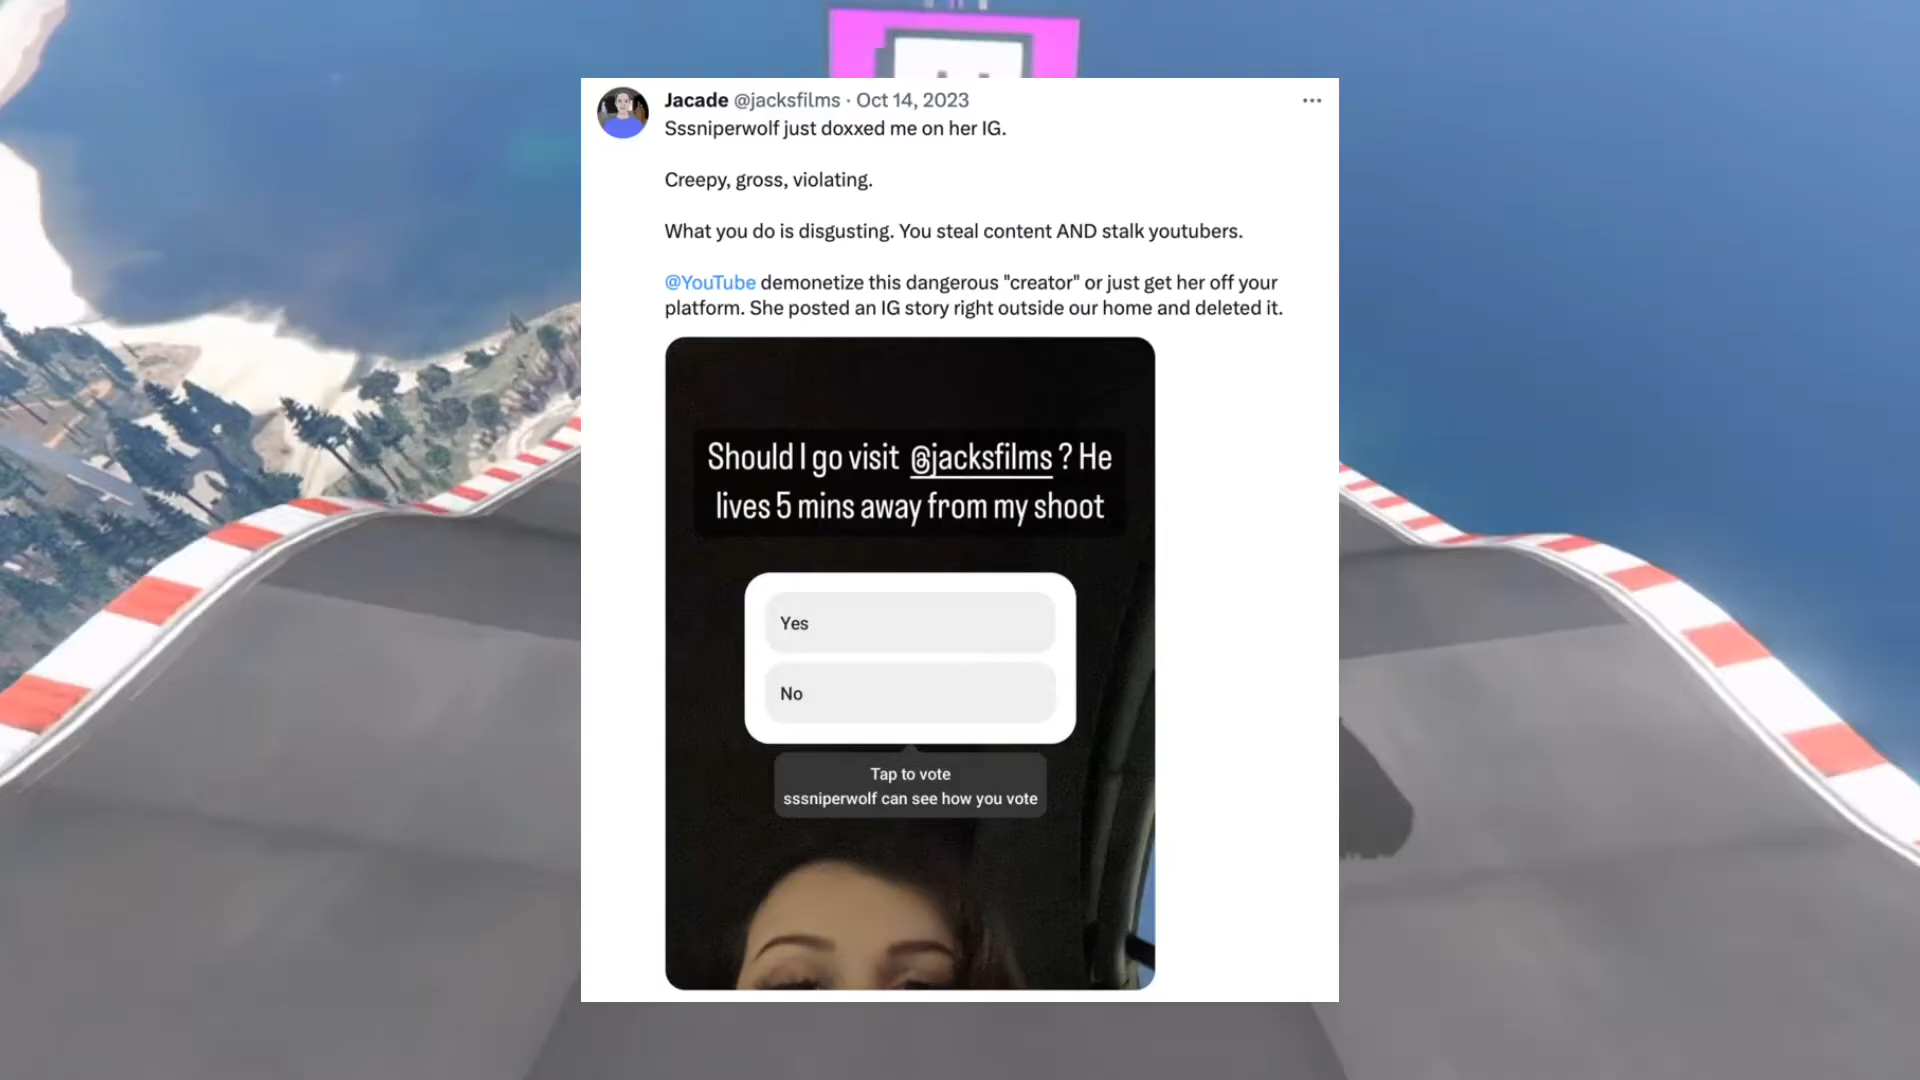 Jacade @jacksfilms · Oct 14, 2023
Sssniperwolf just doxxed me on her IG.
Creepy, gross, violating.
What you do is disgusting. You steal content AND stalk youtubers.
@YouTube demonetize this dangerous "creator" or just get her off your
platform. She posted an IG story right outside our home and deleted it.
Should I go visit @jacksfilms ? He
lives 5 mins away from my shoot
Yes
No
Tap to vote
sssniperwolf can see how you vote